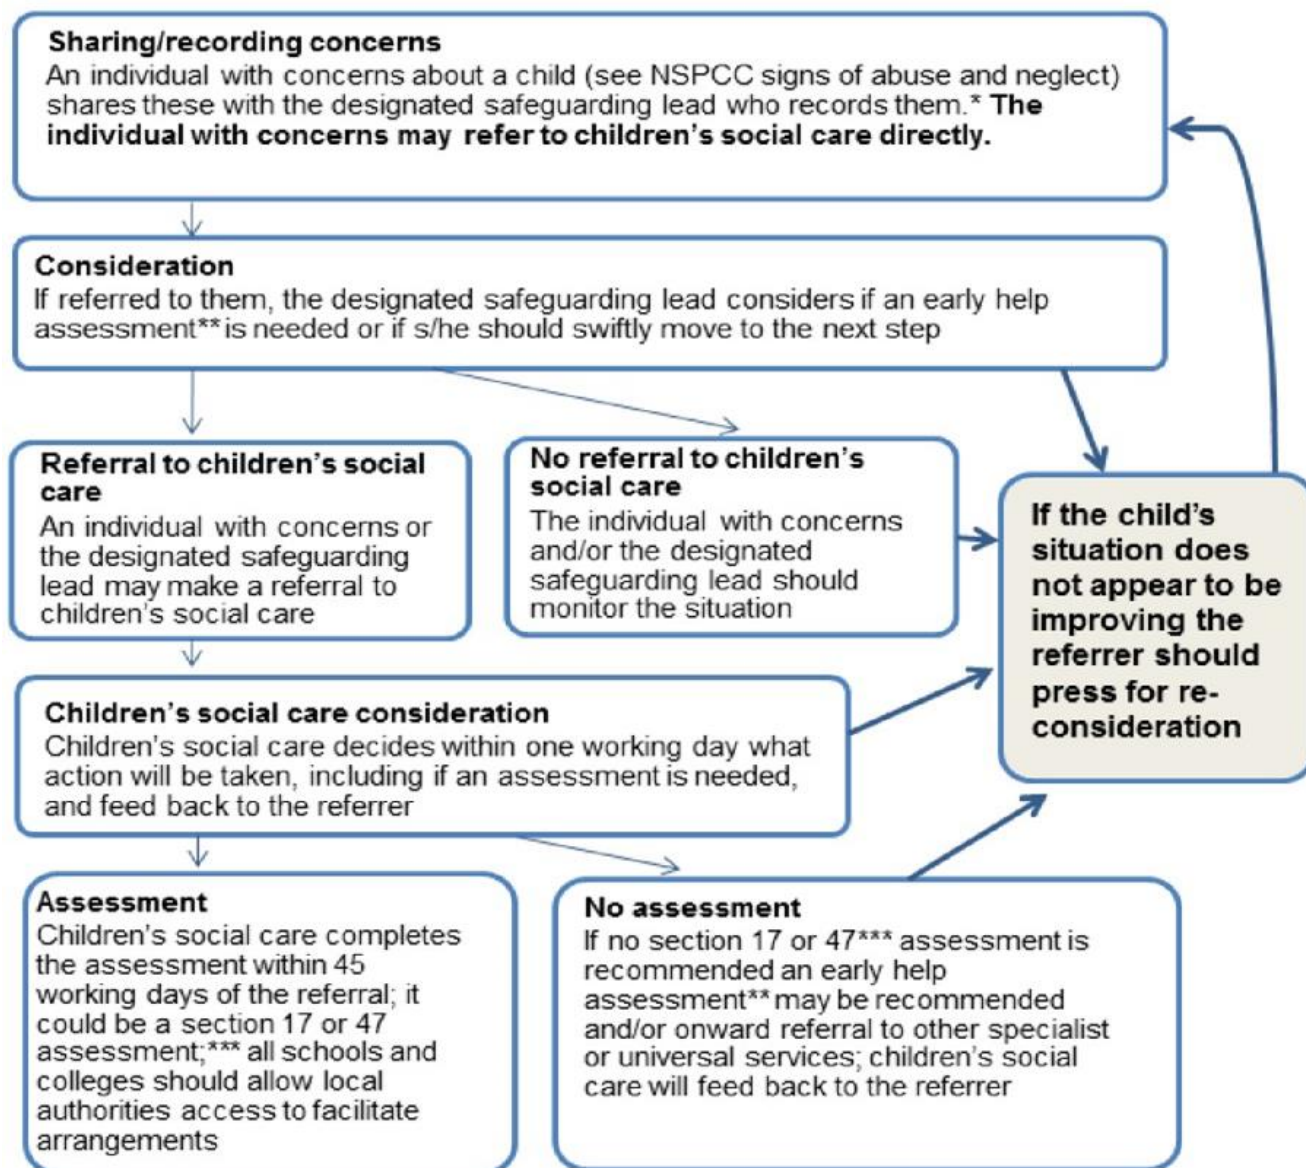 Sharing/recording concerns
An individual with concerns about a child (see NSPCC signs of abuse and neglect)
shares these with the designated safeguarding lead who records them.* The
individual with concerns may refer to children's social care directly.
Consideration
If referred to them, the designated safeguarding lead considers if an early help
assessment** is needed or if s/he should swiftly move to the next step
Referral to children's social
care
An individual with concerns or
the designated safeguarding
lead may make a referral to
children's social care
No referral to children's
social care
The individual with concerns
and/or the designated
safeguarding lead should
monitor the situation
If the child's
situation does
not appear to be
improving the
referrer should
press for re-
consideration
Children's social care consideration
Children's social care decides within one working day what
action will be taken, including if an assessment is needed,
and feed back to the referrer
Assessment
Children's social care completes
the assessment within 45
working days of the referral; it
could be a section 17 or 47
assessment;*** all schools and
colleges should allow local
authorities access to facilitate
arrangements
No assessment
If no section 17 or 47*** assessment is
recommended an early help
assessment** may be recommended
and/or onward referral to other specialist
or universal services; children's social
care will feed back to the referrer